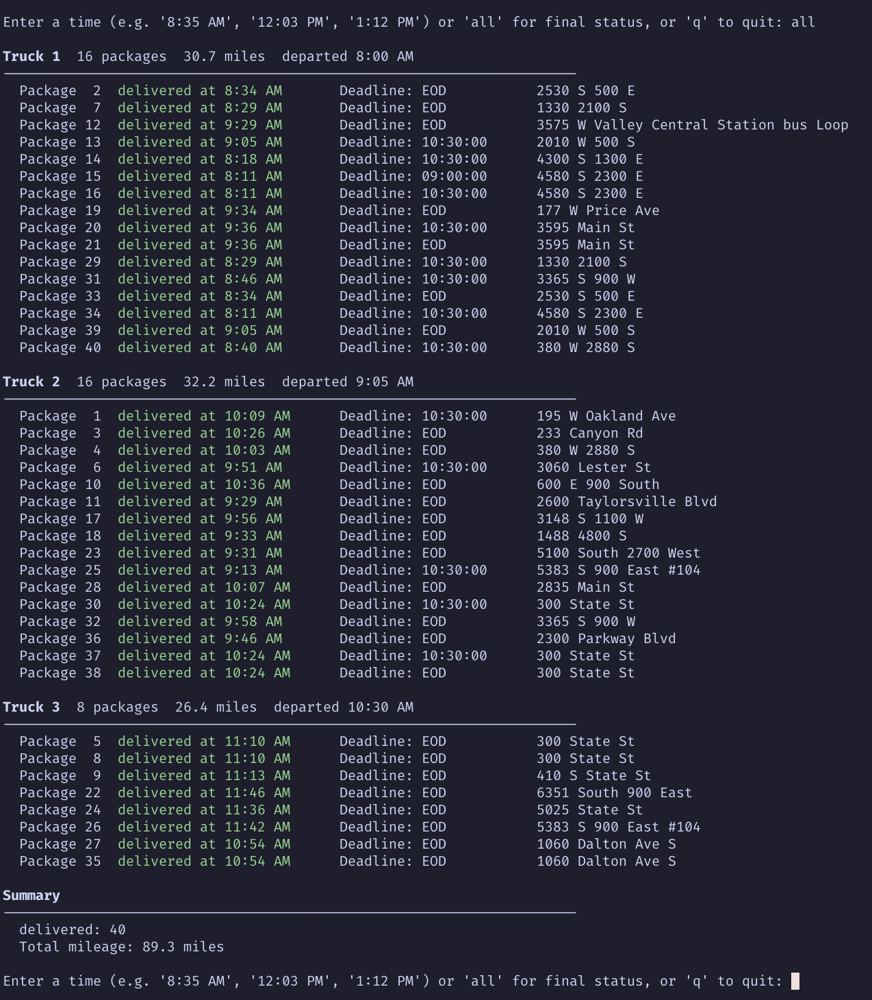 Enter a time (e.g. '8:35 AM', '12:03 PM', '1:12 PM') or 'all' for final status, or 'q' to quit: all
Truck 1  16 packages  30.7 miles  departed 8:00 AM
Package  2  delivered at 8:34 AM       Deadline: EOD           2530 S 500 E
Package  7  delivered at 8:29 AM       Deadline: EOD           1330 2100 S
Package 12  delivered at 9:29 AM       Deadline: EOD           3575 W Valley Central Station bus Loop
Package 13  delivered at 9:05 AM       Deadline: 10:30:00      2010 W 500 S
Package 14  delivered at 8:18 AM       Deadline: 10:30:00      4300 S 1300 E
Package 15  delivered at 8:11 AM       Deadline: 09:00:00      4580 S 2300 E
Package 16  delivered at 8:11 AM       Deadline: 10:30:00      4580 S 2300 E
Package 19  delivered at 9:34 AM       Deadline: EOD           177 W Price Ave
Package 20  delivered at 9:36 AM       Deadline: 10:30:00      3595 Main St
Package 21  delivered at 9:36 AM       Deadline: EOD           3595 Main St
Package 29  delivered at 8:29 AM       Deadline: 10:30:00      1330 2100 S
Package 31  delivered at 8:46 AM       Deadline: 10:30:00      3365 S 900 W
Package 33  delivered at 8:34 AM       Deadline: EOD           2530 S 500 E
Package 34  delivered at 8:11 AM       Deadline: 10:30:00      4580 S 2300 E
Package 39  delivered at 9:05 AM       Deadline: EOD           2010 W 500 S
Package 40  delivered at 8:40 AM       Deadline: 10:30:00      380 W 2880 S
Truck 2  16 packages  32.2 miles  departed 9:05 AM
Package  1  delivered at 10:09 AM      Deadline: 10:30:00      195 W Oakland Ave
Package  3  delivered at 10:26 AM      Deadline: EOD           233 Canyon Rd
Package  4  delivered at 10:03 AM      Deadline: EOD           380 W 2880 S
Package  6  delivered at 9:51 AM       Deadline: 10:30:00      3060 Lester St
Package 10  delivered at 10:36 AM      Deadline: EOD           600 E 900 South
Package 11  delivered at 9:29 AM       Deadline: EOD           2600 Taylorsville Blvd
Package 17  delivered at 9:56 AM       Deadline: EOD           3148 S 1100 W
Package 18  delivered at 9:33 AM       Deadline: EOD           1488 4800 S
Package 23  delivered at 9:31 AM       Deadline: EOD           5100 South 2700 West
Package 25  delivered at 9:13 AM       Deadline: 10:30:00      5383 S 900 East #104
Package 28  delivered at 10:07 AM      Deadline: EOD           2835 Main St
Package 30  delivered at 10:24 AM      Deadline: 10:30:00      300 State St
Package 32  delivered at 9:58 AM       Deadline: EOD           3365 S 900 W
Package 36  delivered at 9:46 AM       Deadline: EOD           2300 Parkway Blvd
Package 37  delivered at 10:24 AM      Deadline: 10:30:00      300 State St
Package 38  delivered at 10:24 AM      Deadline: EOD           300 State St
Truck 3  8 packages  26.4 miles  departed 10:30 AM
Package  5  delivered at 11:10 AM      Deadline: EOD           300 State St
Package  8  delivered at 11:10 AM      Deadline: EOD           300 State St
Package  9  delivered at 11:13 AM      Deadline: EOD           410 S State St
Package 22  delivered at 11:46 AM      Deadline: EOD           6351 South 900 East
Package 24  delivered at 11:36 AM      Deadline: EOD           5025 State St
Package 26  delivered at 11:42 AM      Deadline: EOD           5383 S 900 East #104
Package 27  delivered at 10:54 AM      Deadline: EOD           1060 Dalton Ave S
Package 35  delivered at 10:54 AM      Deadline: EOD           1060 Dalton Ave S
Summary
delivered: 40
Total mileage: 89.3 miles
Enter a time (e.g. '8:35 AM', '12:03 PM', '1:12 PM') or 'all' for final status, or 'q' to quit: